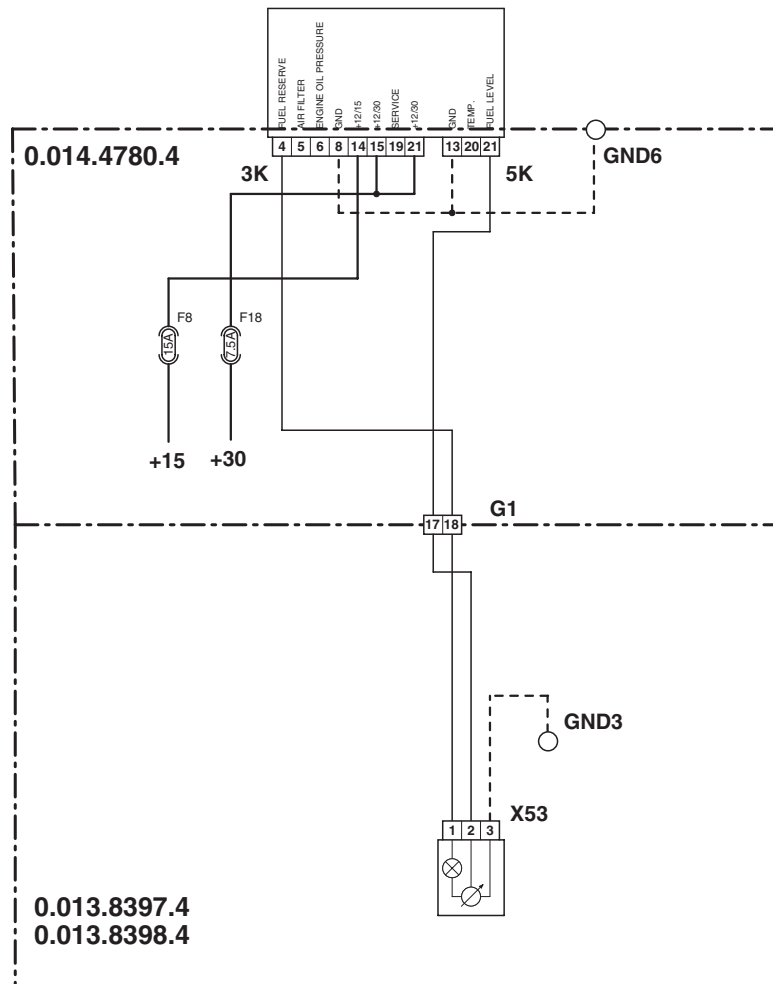 FUEL RESERVE
AIR FILTER
ENGINE OIL PRESSURE
GND
+12/15
+12/30
SERVICE
+12/30
GND
TEMP.
FUEL LEVEL
4 5 6 8 14 15 19 21
13 20 21
0.014.4780.4
3K
5K
GND6
F8
15A
F18
7.5A
+15
+30
G1
17 18
GND3
X53
1 2 3
0.013.8397.4
0.013.8398.4